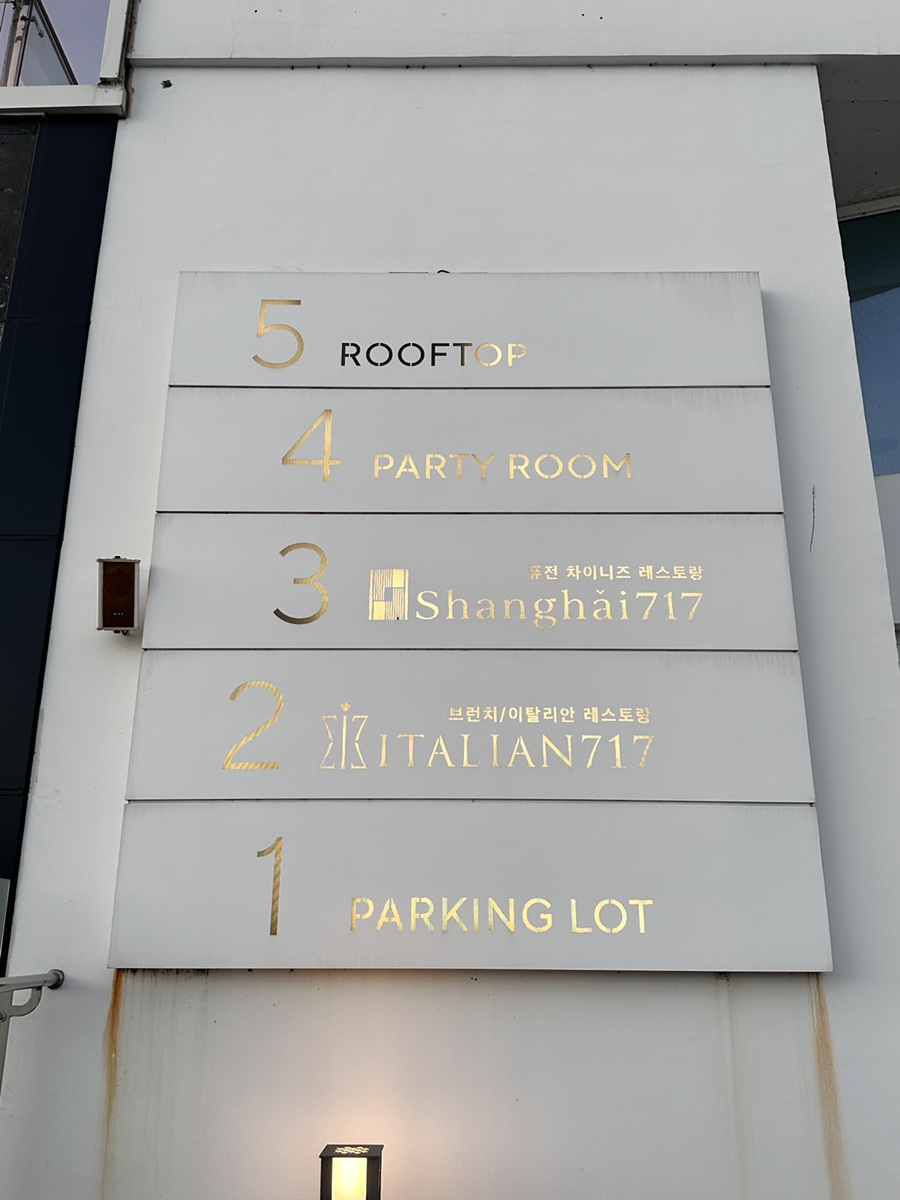 5 ROOFTOP
4 PARTY ROOM
퓨전 차이니즈 레스토랑
3 Shànghǎi717
브런치/이탈리안 레스토랑
2 ITALIAN717
1 PARKING LOT